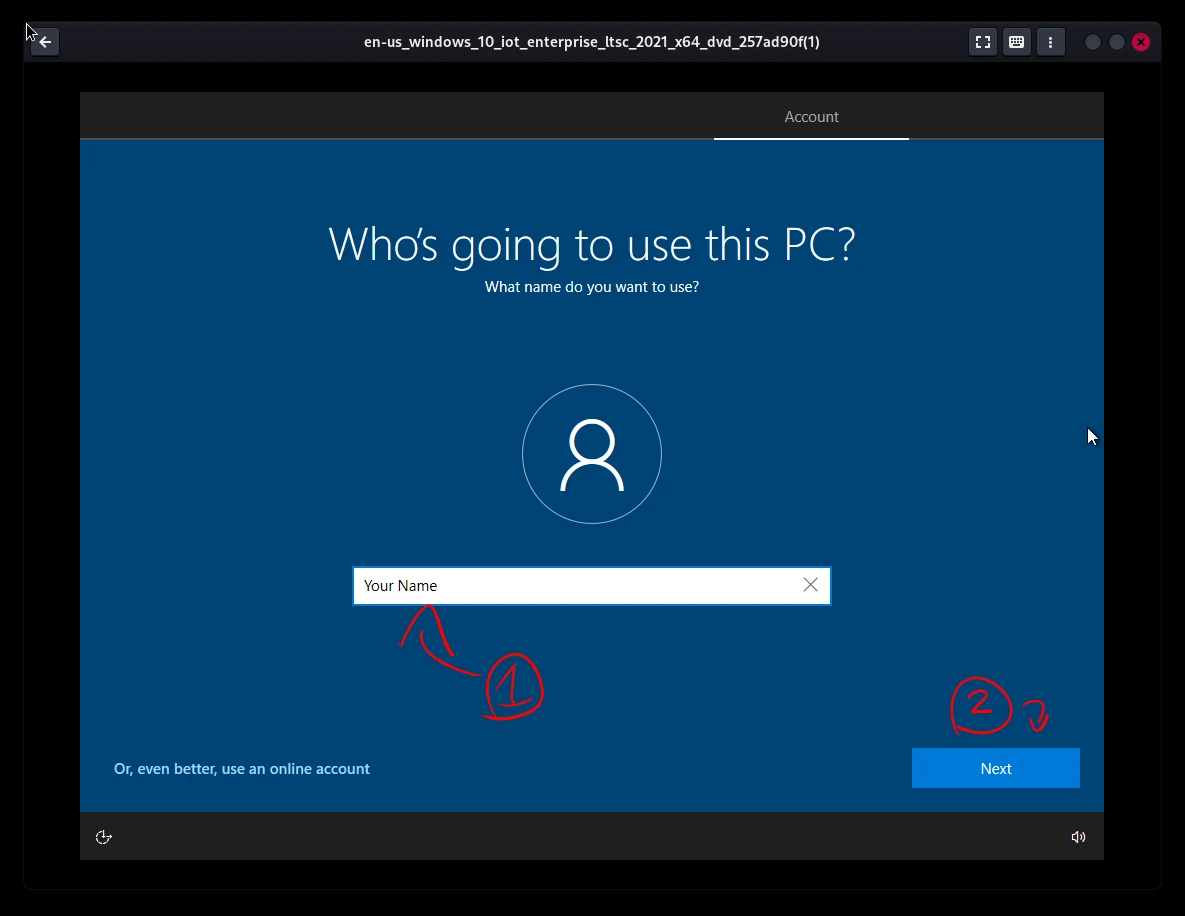 en-us_windows_10_iot_enterprise_ltsc_2021_x64_dvd_257ad90f(1)
Account
Who's going to use this PC?
What name do you want to use?
Your Name
1
2
Or, even better, use an online account
Next